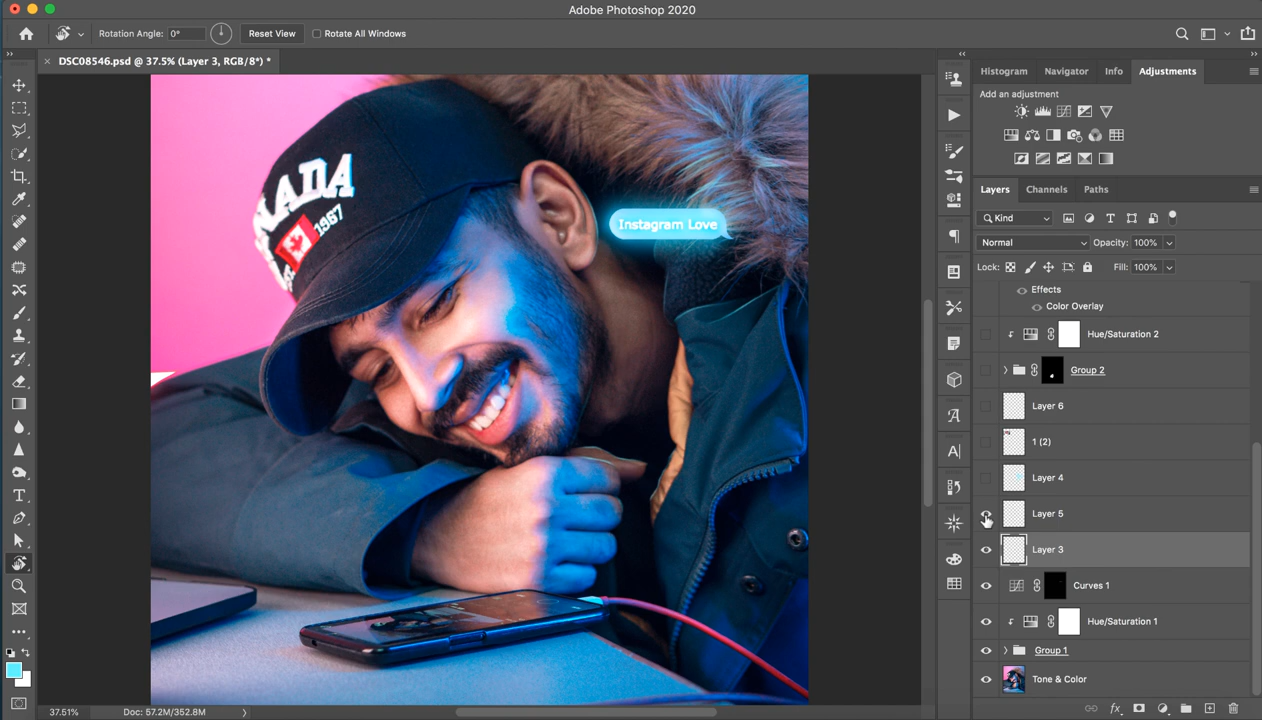 Adobe Photoshop 2020
Rotation Angle: 0° Reset View Rotate All Windows
DSC08546.psd @ 37.5% (Layer 3, RGB/8*) *
Histogram Navigator Info Adjustments
Add an adjustment
NADA
1967
Instagram Love
Layers Channels Paths
Kind
Normal Opacity: 100%
Lock: Fill: 100%
Effects
Color Overlay
Hue/Saturation 2
Group 2
Layer 6
1 (2)
Layer 4
Layer 5
Layer 3
Curves 1
Hue/Saturation 1
Group 1
Tone & Color
37.51% Doc: 57.2M/352.8M